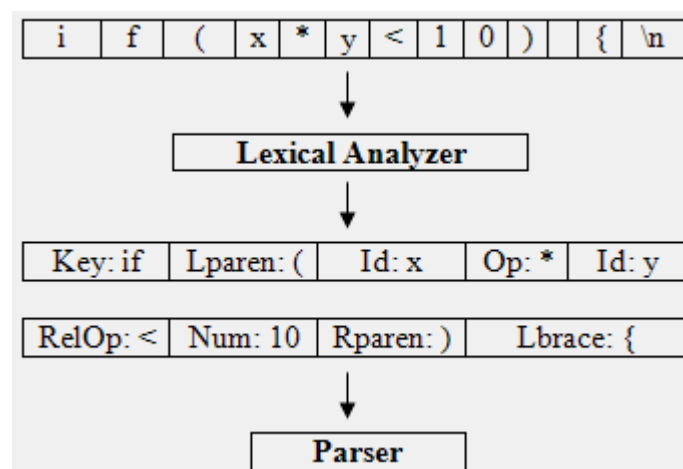 i f ( x * y < 1 0 ) { \n
Lexical Analyzer
Key: if Lparen: ( Id: x Op: * Id: y
RelOp: < Num: 10 Rparen: ) Lbrace: {
Parser